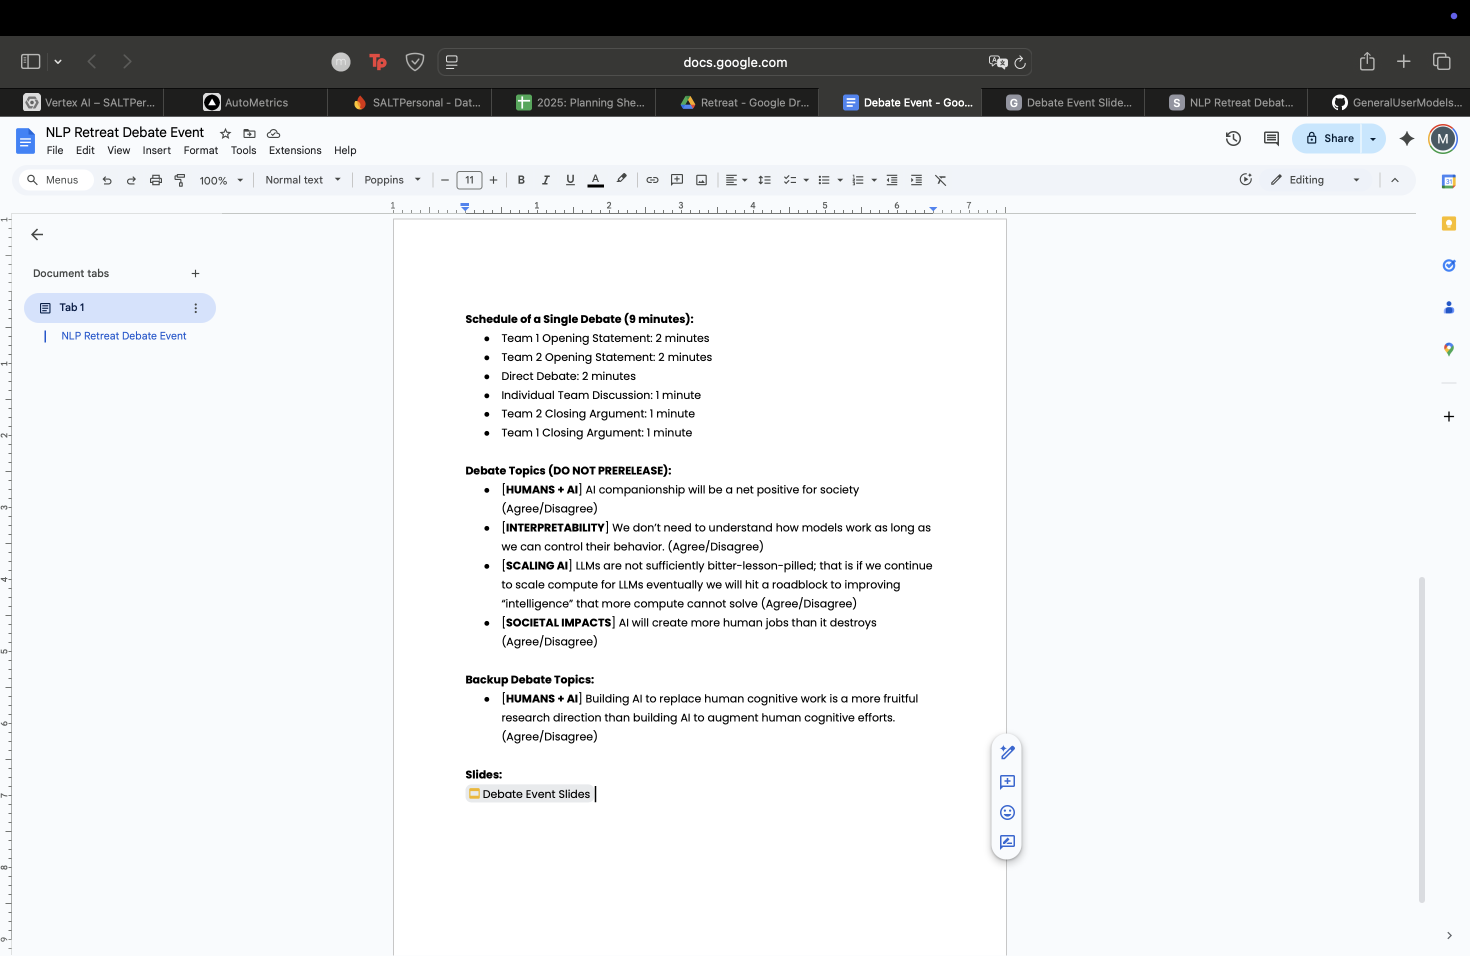 docs.google.com
Vertex AI – SALTPer...
AutoMetrics
SALTPersonal - Dat...
2025: Planning She...
Retreat - Google Dr...
Debate Event - Goo...
Debate Event Slide...
NLP Retreat Debat...
GeneralUserModels...
NLP Retreat Debate Event
File Edit View Insert Format Tools Extensions Help
Share
M
Menus 100% Normal text Poppins 11 Editing
1 1 2 3 4 5 6 7
Document tabs
Tab 1
NLP Retreat Debate Event
Schedule of a Single Debate (9 minutes):
● Team 1 Opening Statement: 2 minutes
● Team 2 Opening Statement: 2 minutes
● Direct Debate: 2 minutes
● Individual Team Discussion: 1 minute
● Team 2 Closing Argument: 1 minute
● Team 1 Closing Argument: 1 minute
Debate Topics (DO NOT PRERELEASE):
● [HUMANS + AI] AI companionship will be a net positive for society
(Agree/Disagree)
● [INTERPRETABILITY] We don’t need to understand how models work as long as
we can control their behavior. (Agree/Disagree)
● [SCALING AI] LLMs are not sufficiently bitter-lesson-pilled; that is if we continue
to scale compute for LLMs eventually we will hit a roadblock to improving
“intelligence” that more compute cannot solve (Agree/Disagree)
● [SOCIETAL IMPACTS] AI will create more human jobs than it destroys
(Agree/Disagree)
Backup Debate Topics:
● [HUMANS + AI] Building AI to replace human cognitive work is a more fruitful
research direction than building AI to augment human cognitive efforts.
(Agree/Disagree)
Slides:
Debate Event Slides